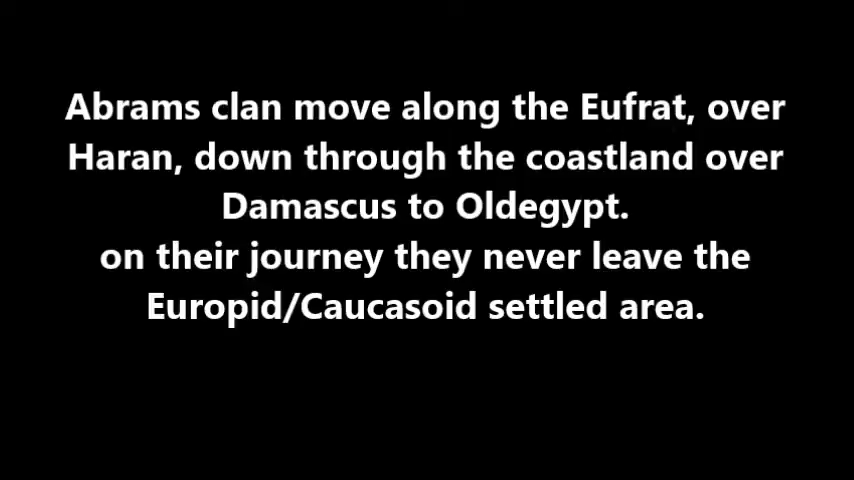 Abrams clan move along the Eufrat, over
Haran, down through the coastland over
Damascus to Oldegypt.
on their journey they never leave the
Europid/Caucasoid settled area.